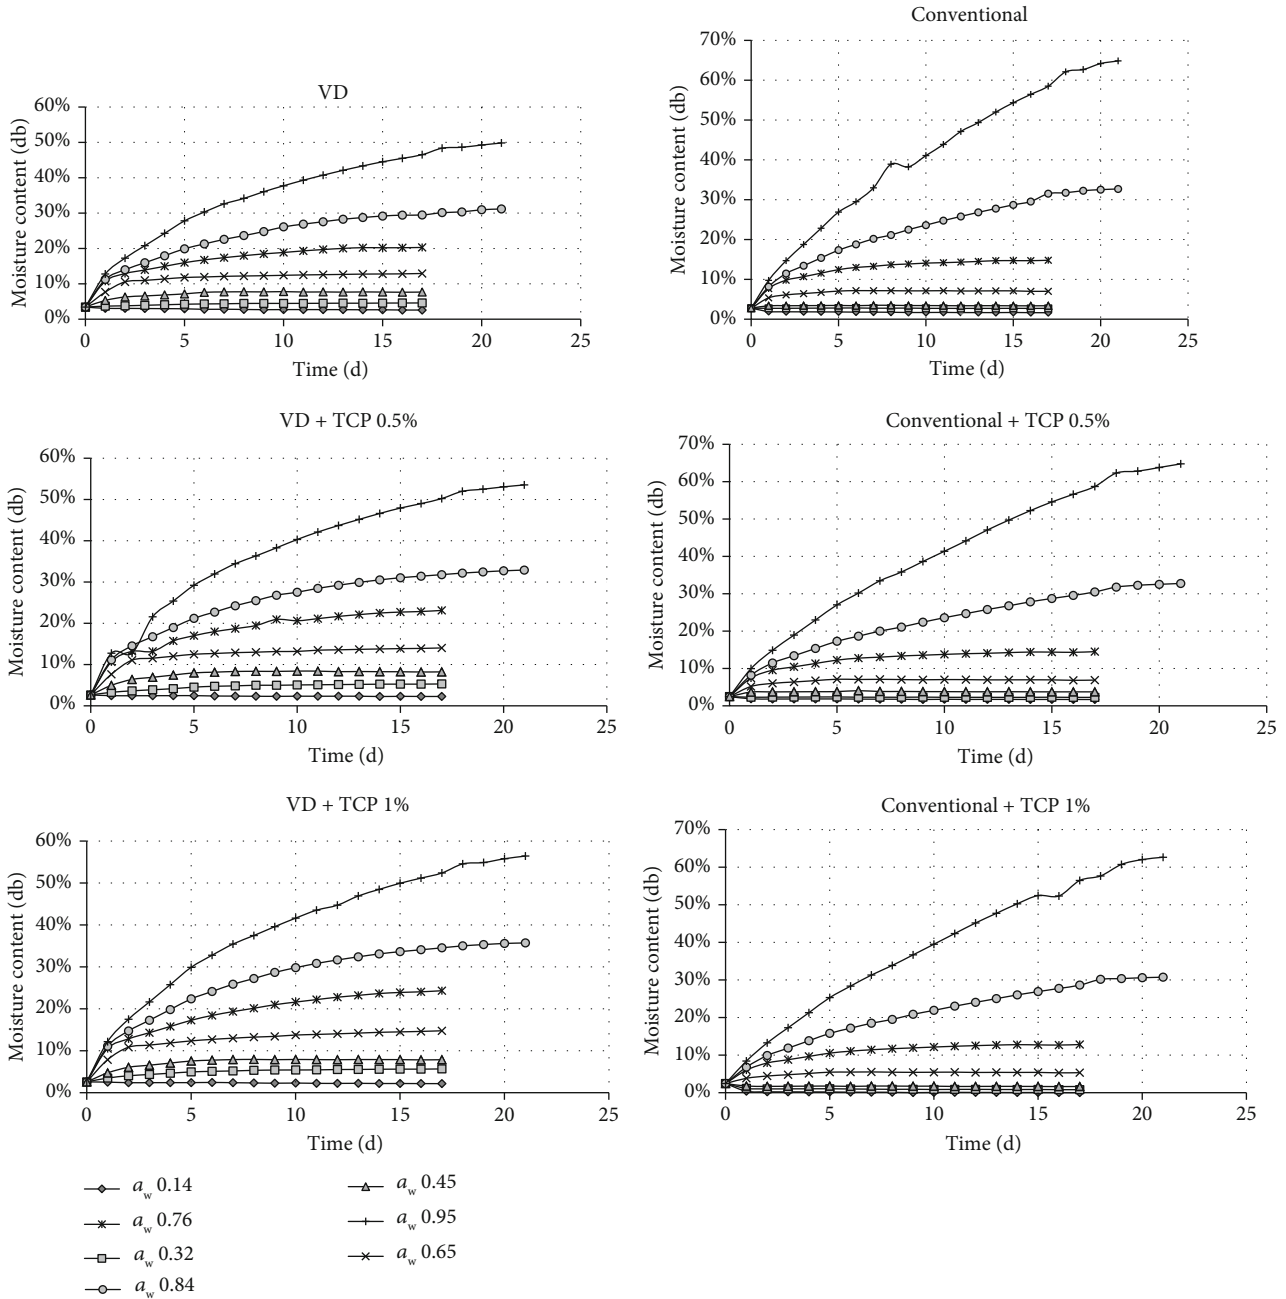 VD
Moisture content (db)
60%
50%
40%
30%
20%
10%
0%
0 5 10 15 20 25
Time (d)
Conventional
Moisture content (db)
70%
60%
50%
40%
30%
20%
10%
0%
0 5 10 15 20 25
Time (d)
VD + TCP 0.5%
Moisture content (db)
60%
50%
40%
30%
20%
10%
0%
0 5 10 15 20 25
Time (d)
Conventional + TCP 0.5%
Moisture content (db)
70%
60%
50%
40%
30%
20%
10%
0%
0 5 10 15 20 25
Time (d)
VD + TCP 1%
Moisture content (db)
60%
50%
40%
30%
20%
10%
0%
0 5 10 15 20 25
Time (d)
Conventional + TCP 1%
Moisture content (db)
70%
60%
50%
40%
30%
20%
10%
0%
0 5 10 15 20 25
Time (d)
a_w 0.14
a_w 0.76
a_w 0.32
a_w 0.84
a_w 0.45
a_w 0.95
a_w 0.65